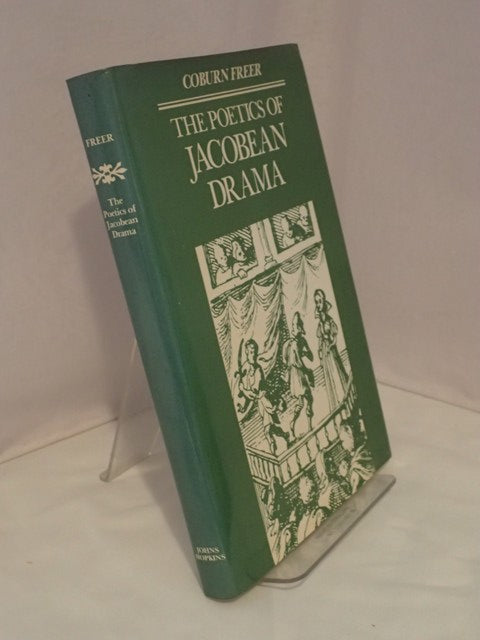 COBURN FREER
THE POETICS OF
JACOBEAN
DRAMA
FREER
The
Poetics of
Jacobean
Drama
JOHNS
HOPKINS